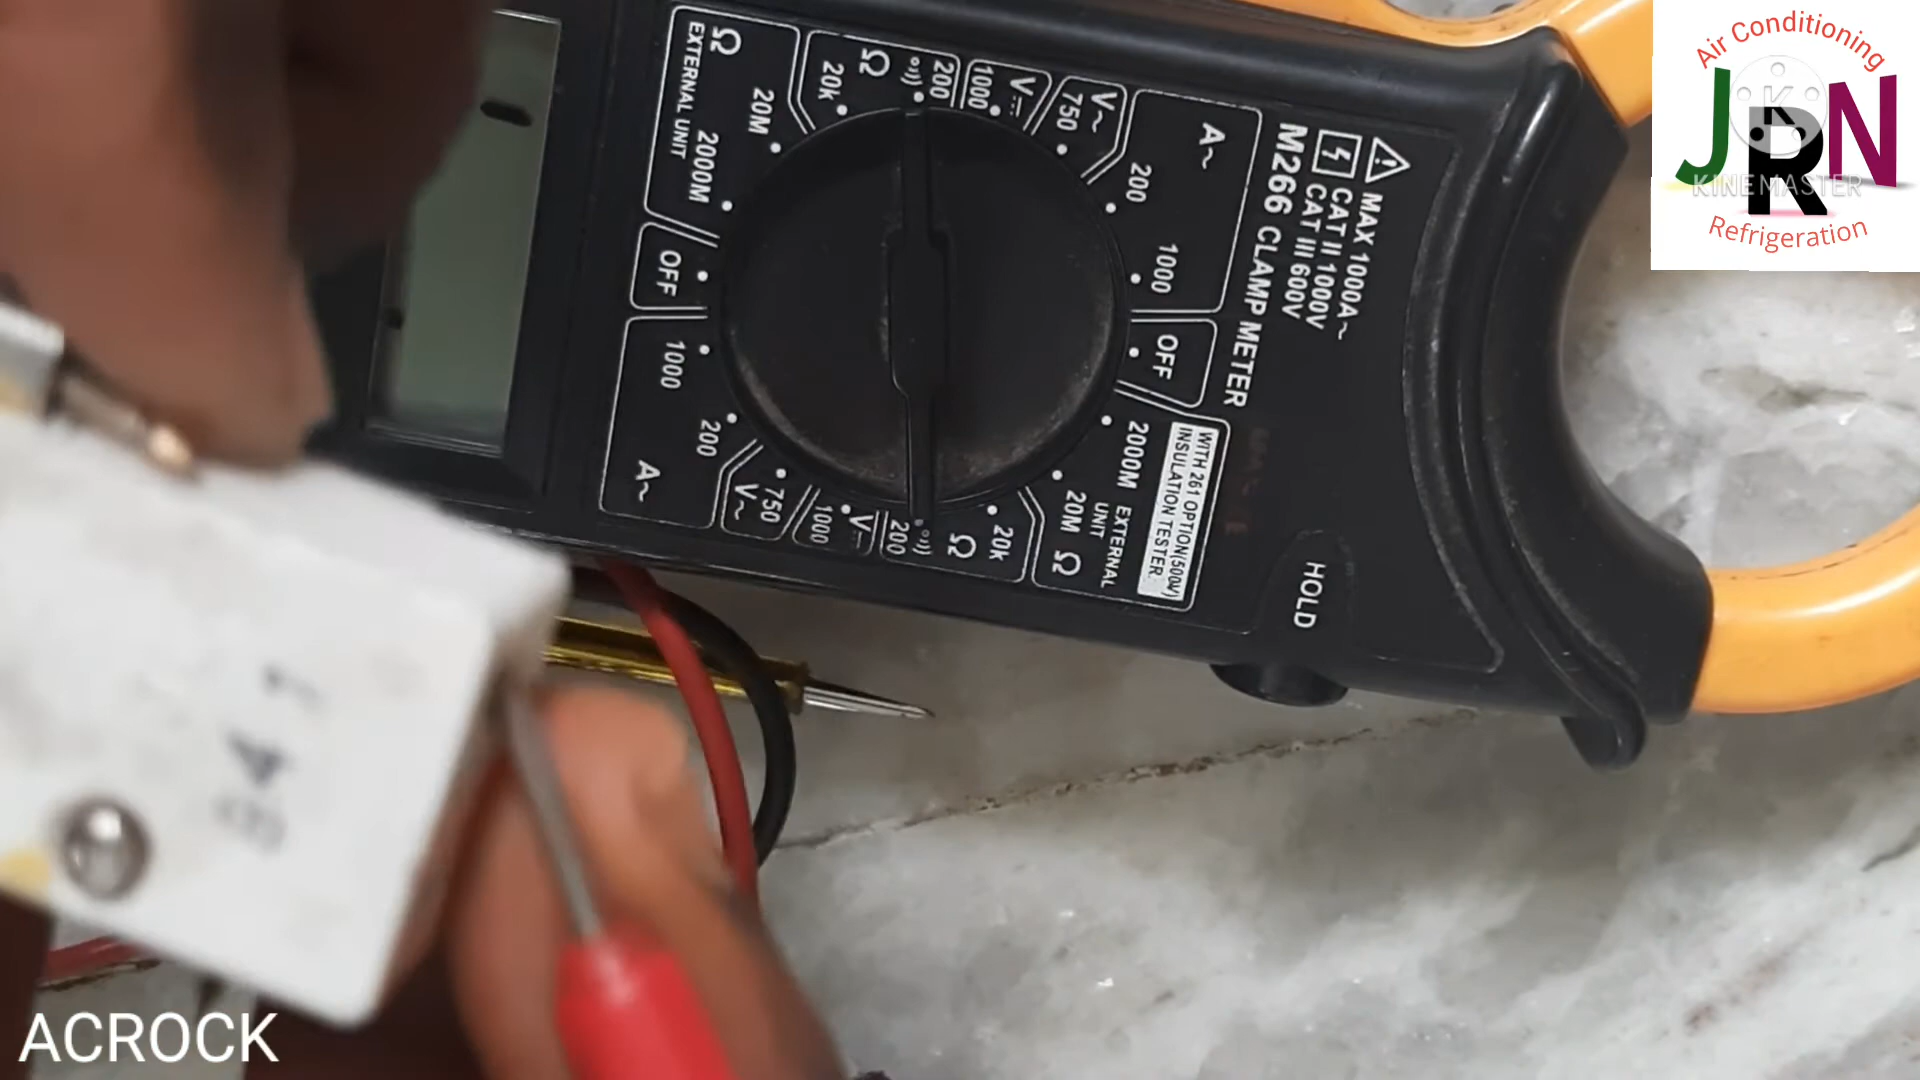 Air Conditioning
JRN
K
KINEMASTER
Refrigeration
MAX 1000A~
CAT II 1000V
CAT III 600V
M266 CLAMP METER
A~
200
1000
OFF
V~
750
V⎓
1000
200
Ω
20k
Ω
20M
2000M
EXTERNAL UNIT
OFF
1000
200
A~
750
V~
1000
V⎓
200
20k
Ω
2000M
20M
Ω
EXTERNAL
UNIT
WITH 261 OPTION(500V)
INSULATION TESTER
HOLD
ACROCK